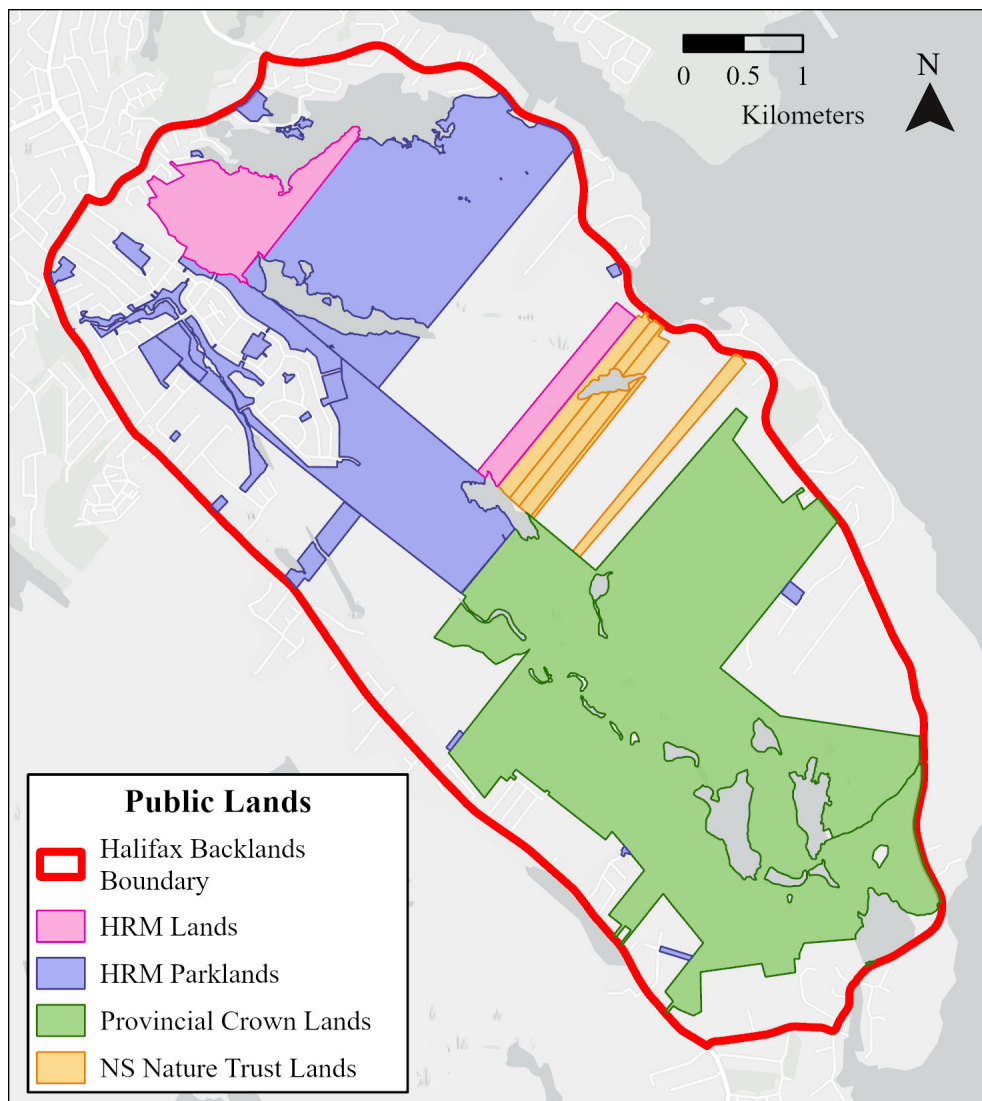 0 0.5 1
Kilometers
N
Public Lands
Halifax Backlands
Boundary
HRM Lands
HRM Parklands
Provincial Crown Lands
NS Nature Trust Lands